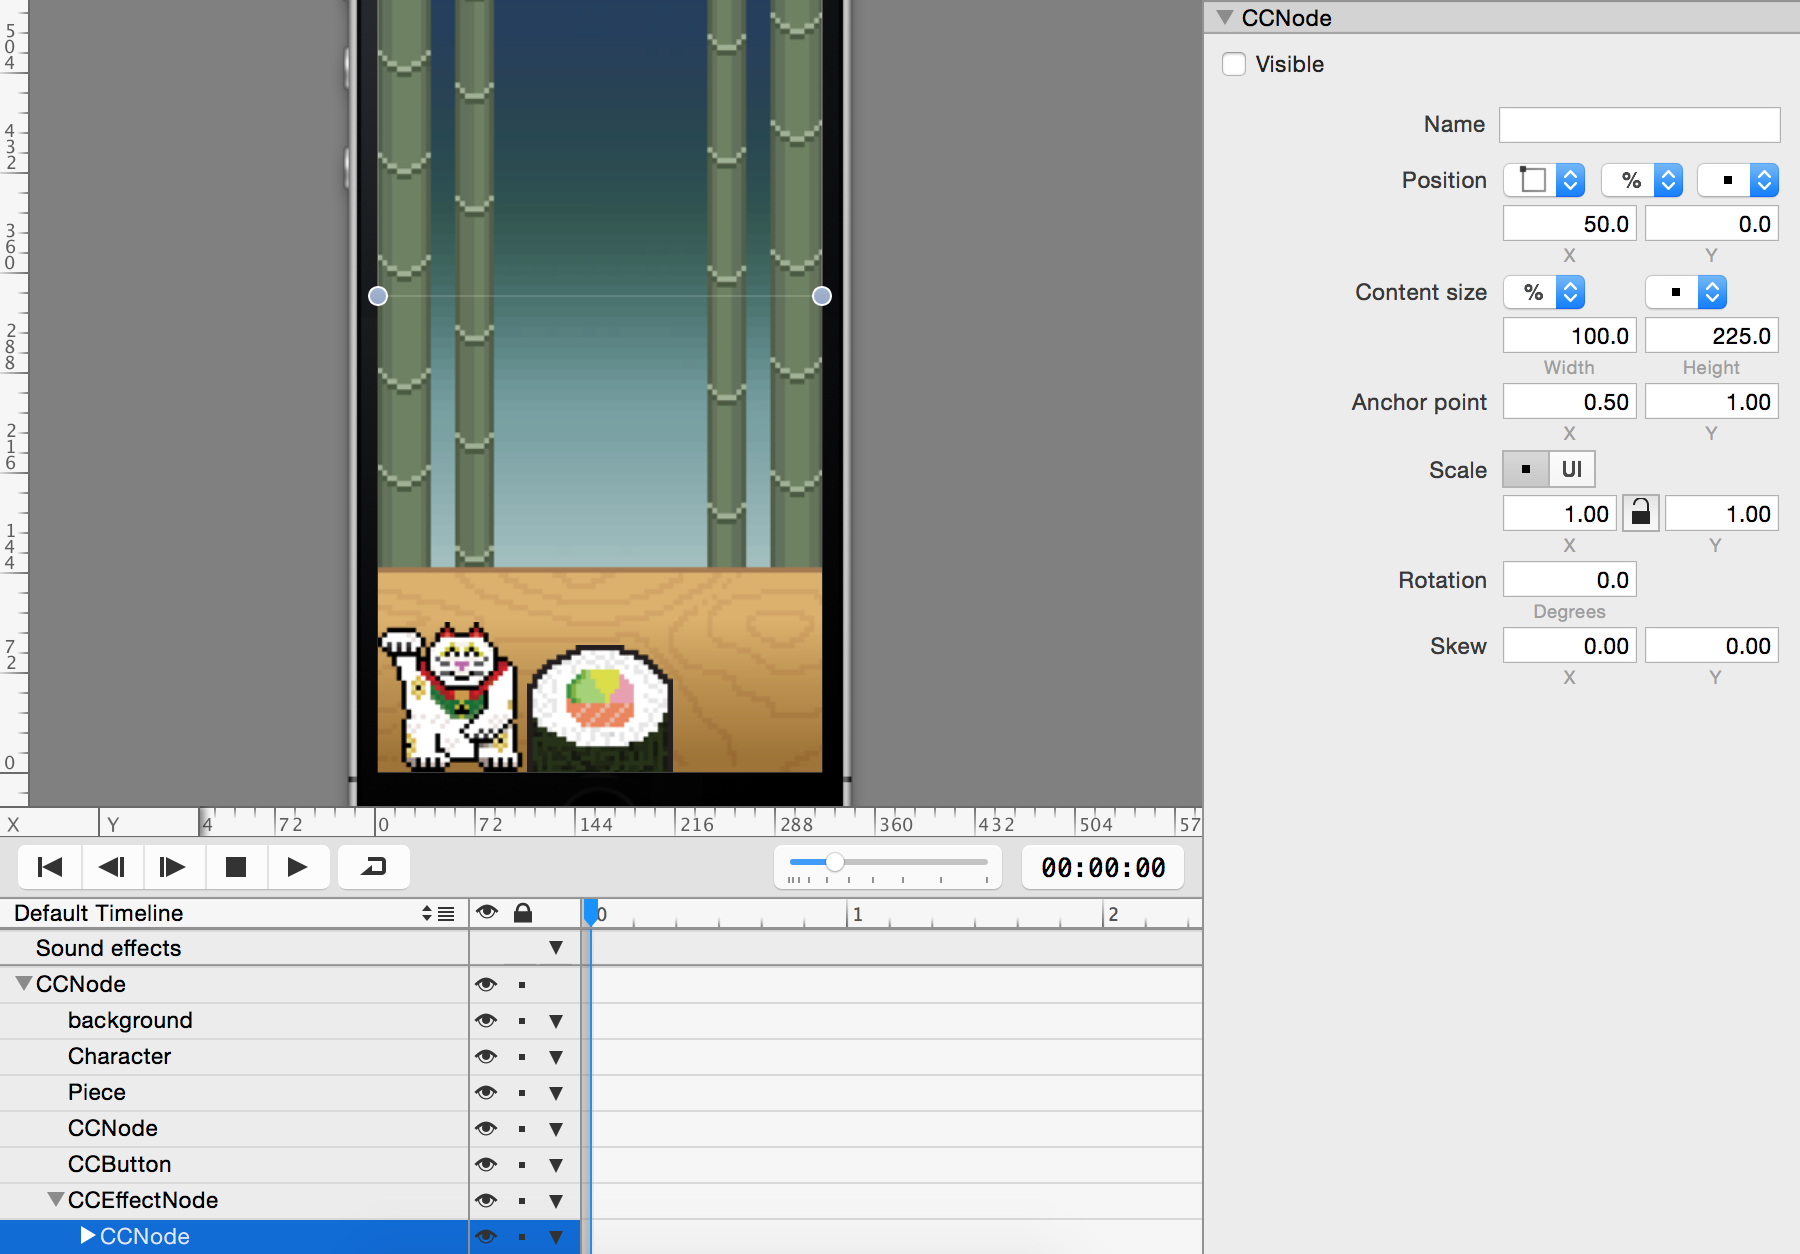 CCNode
Visible
Name
Position
%
50.0
0.0
X
Y
Content size
%
100.0
225.0
Width
Height
Anchor point
0.50
1.00
X
Y
Scale
UI
1.00
1.00
X
Y
Rotation
0.0
Degrees
Skew
0.00
0.00
X
Y
504
432
360
288
216
144
72
0
X
Y
4
72
0
72
144
216
288
360
432
504
57
00:00:00
Default Timeline
0
1
2
Sound effects
CCNode
background
Character
Piece
CCNode
CCButton
CCEffectNode
CCNode